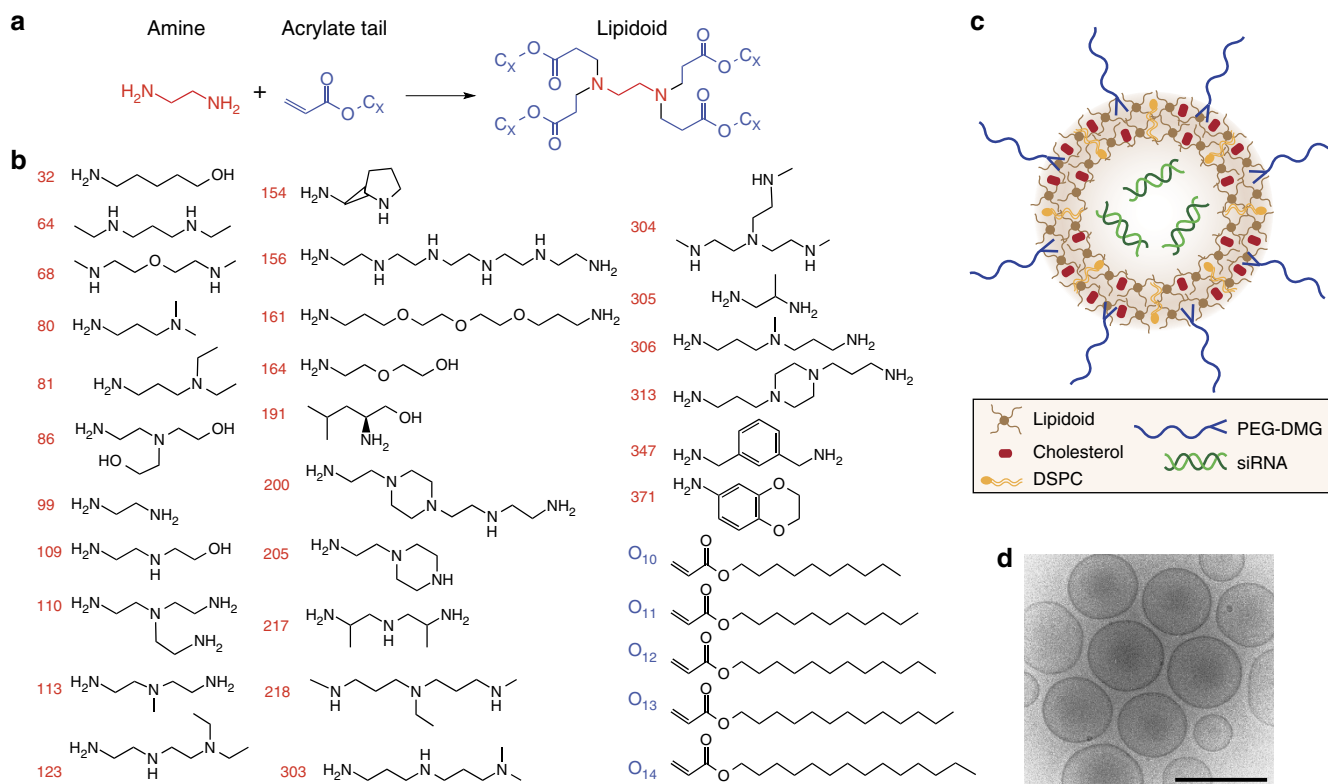 a
Amine
Acrylate tail
Lipidoid
H2N
NH2
+
O
O
CX
CX
O
O
N
N
O
O
CX
CX
O
O
O
O
CX
CX
O
O
b
32
H2N
OH
64
H
N
H
N
68
N
H
O
N
H
80
H2N
N
81
H2N
N
86
H2N
N
OH
HO
99
H2N
NH2
109
H2N
N
H
OH
110
H2N
N
NH2
NH2
113
H2N
N
NH2
123
H2N
N
H
N
154
H2N
N
H
156
H2N
N
H
H
N
N
H
H
N
NH2
161
H2N
O
O
O
NH2
164
H2N
O
OH
191
OH
NH2
200
H2N
N
N
N
H
NH2
205
H2N
N
NH
217
NH2
N
H
NH2
218
N
H
N
N
H
303
H2N
H
N
N
304
HN
N
N
H
N
H
305
H2N
NH2
306
H2N
N
NH2
313
H2N
N
N
NH2
347
H2N
NH2
371
H2N
O
O
O10
O
O
O11
O
O
O12
O
O
O13
O
O
O14
O
O
c
Lipidoid
Cholesterol
DSPC
PEG-DMG
siRNA
d